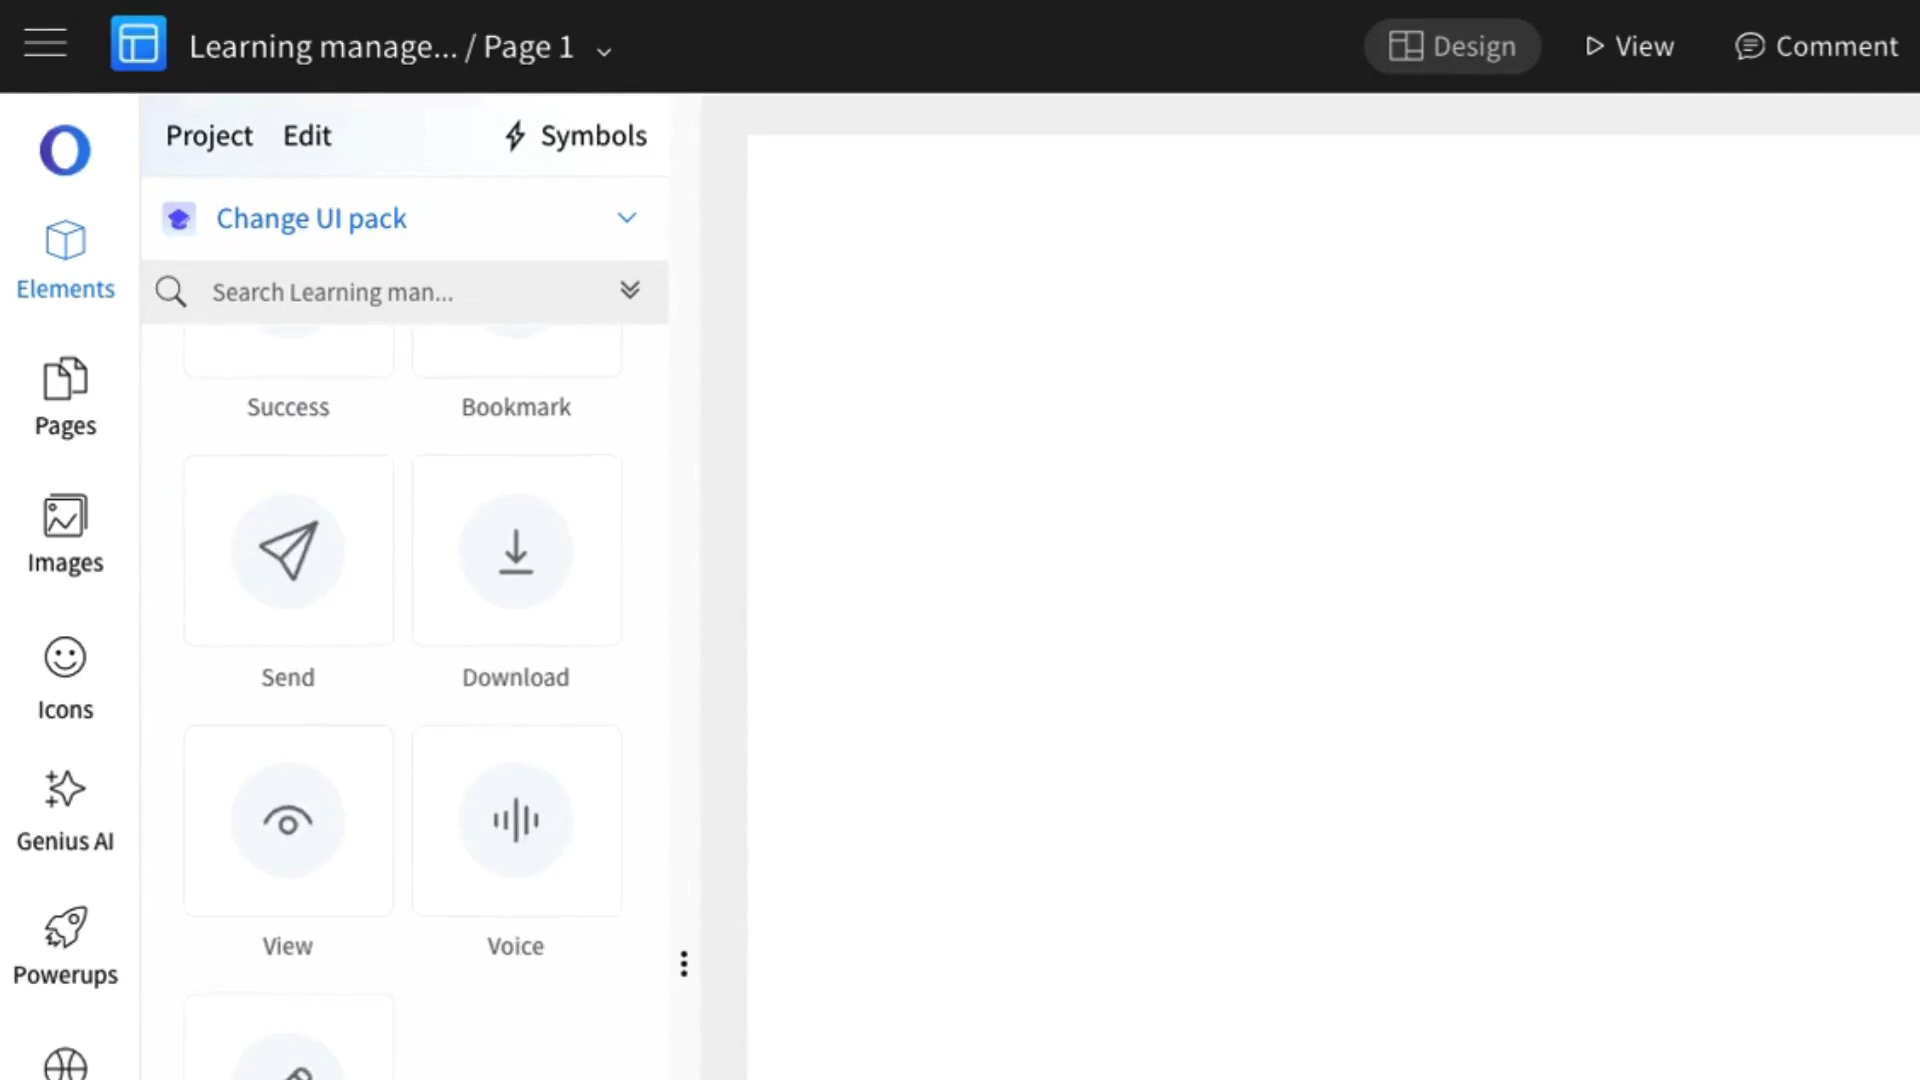 Learning manage... / Page 1
Design
View
Comment
Project
Edit
Symbols
Change UI pack
Elements
Search Learning man...
Pages
Success
Bookmark
Images
Send
Download
Icons
Genius AI
View
Voice
Powerups